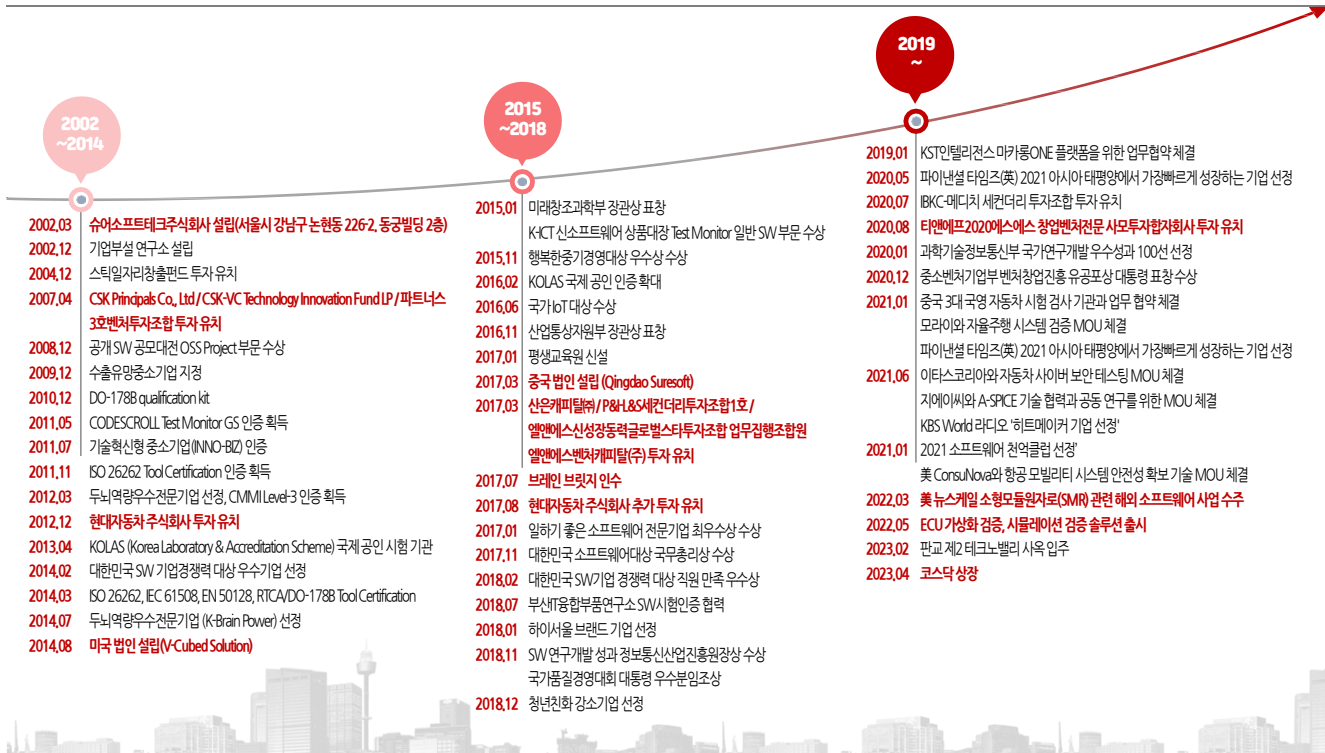 2002
~2014
2002.03 슈어소프트테크주식회사 설립(서울시 강남구 논현동 226-2, 동궁빌딩 2층)
2002.12 기업부설 연구소 설립
2004.12 스틱일자리창출펀드 투자 유치
2007.04 CSK Principals Co., Ltd / CSK-VC Technology Innovation Fund LP / 파트너스
3호벤처투자조합 투자 유치
2008.12 공개 SW 공모대전 OSS Project 부문 수상
2009.12 수출유망중소기업 지정
2010.12 DO-178B qualification kit
2011.05 CODESCROLL Test Monitor GS 인증 획득
2011.07 기술혁신형 중소기업(INNO-BIZ) 인증
2011.11 ISO 26262 Tool Certification 인증 획득
2012.03 두뇌역량우수전문기업 선정, CMMI Level-3 인증 획득
2012.12 현대자동차 주식회사 투자 유치
2013.04 KOLAS (Korea Laboratory & Accreditation Scheme) 국제 공인 시험 기관
2014.02 대한민국 SW 기업경쟁력 대상 우수기업 선정
2014.03 ISO 26262, IEC 61508, EN 50128, RTCA/DO-178B Tool Certification
2014.07 두뇌역량우수전문기업 (K-Brain Power) 선정
2014.08 미국 법인 설립(V-Cubed Solution)
2015
~2018
2015.01 미래창조과학부 장관상 표창
K-ICT 신소프트웨어 상품대장 Test Monitor 일반 SW 부문 수상
2015.11 행복한중기경영대상 우수상 수상
2016.02 KOLAS 국제 공인 인증 확대
2016.06 국가 IoT 대상 수상
2016.11 산업통상자원부 장관상 표창
2017.01 평생교육원 신설
2017.03 중국 법인 설립 (Qingdao Suresoft)
2017.03 산은캐피탈㈜ / P&H.&S세컨더리투자조합1호 /
엘앤에스신성장동력글로벌스타투자조합 업무집행조합원
엘앤에스벤처캐피탈(주) 투자 유치
2017.07 브레인 브릿지 인수
2017.08 현대자동차 주식회사 추가 투자 유치
2017.01 일하기 좋은 소프트웨어 전문기업 최우수상 수상
2017.11 대한민국 소프트웨어대상 국무총리상 수상
2018.02 대한민국 SW기업 경쟁력 대상 직원 만족 우수상
2018.07 부산IT융합부품연구소 SW시험인증 협력
2018.01 하이서울 브랜드 기업 선정
2018.11 SW 연구개발 성과 정보통신산업진흥원장상 수상
국가품질경영대회 대통령 우수분임조상
2018.12 청년친화 강소기업 선정
2019
~
2019.01 KST인텔리전스 마카롱ONE 플랫폼을 위한 업무협약 체결
2020.05 파이낸셜 타임즈(英) 2021 아시아 태평양에서 가장빠르게 성장하는 기업 선정
2020.07 IBKC-메디치 세컨더리 투자조합 투자 유치
2020.08 티앤에프2020에스에스 창업벤처전문 사모투자합자회사 투자 유치
2020.01 과학기술정보통신부 국가연구개발 우수성과 100선 선정
2020.12 중소벤처기업부 벤처창업진흥 유공포상 대통령 표창 수상
2021.01 중국 3대 국영 자동차 시험 검사 기관과 업무 협약 체결
모라이와 자율주행 시스템 검증 MOU 체결
파이낸셜 타임즈(英) 2021 아시아 태평양에서 가장빠르게 성장하는 기업 선정
2021.06 이타스코리아와 자동차 사이버 보안 테스팅 MOU 체결
지에이씨와 A-SPICE 기술 협력과 공동 연구를 위한 MOU 체결
KBS World 라디오 '히트메이커 기업 선정'
2021.01 2021 소프트웨어 천억클럽 선정’
美 ConsuNova와 항공 모빌리티 시스템 안전성 확보 기술 MOU 체결
2022.03 美 뉴스케일 소형모듈원자로(SMR) 관련 해외 소프트웨어 사업 수주
2022.05 ECU 가상화 검증, 시뮬레이션 검증 솔루션 출시
2023.02 판교 제2 테크노밸리 사옥 입주
2023.04 코스닥 상장